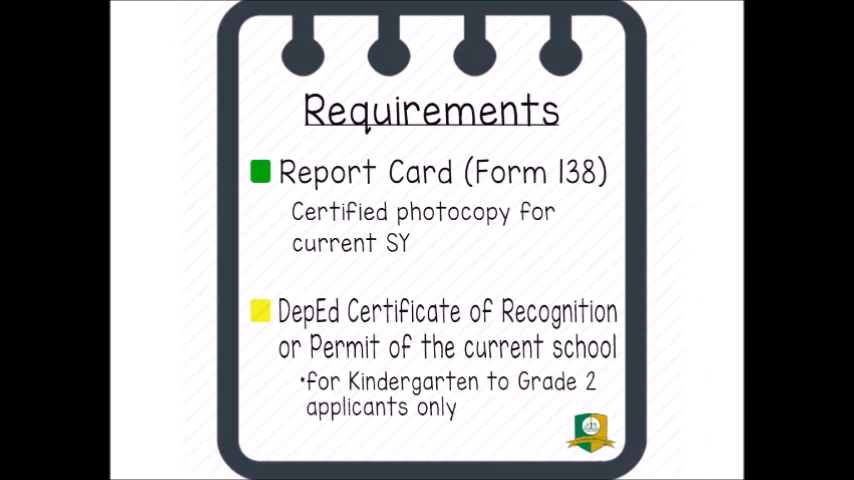 Requirements
Report Card (Form 138)
Certified photocopy for
current SY
DepEd Certificate of Recognition
or Permit of the current school
•for Kindergarten to Grade 2
applicants only